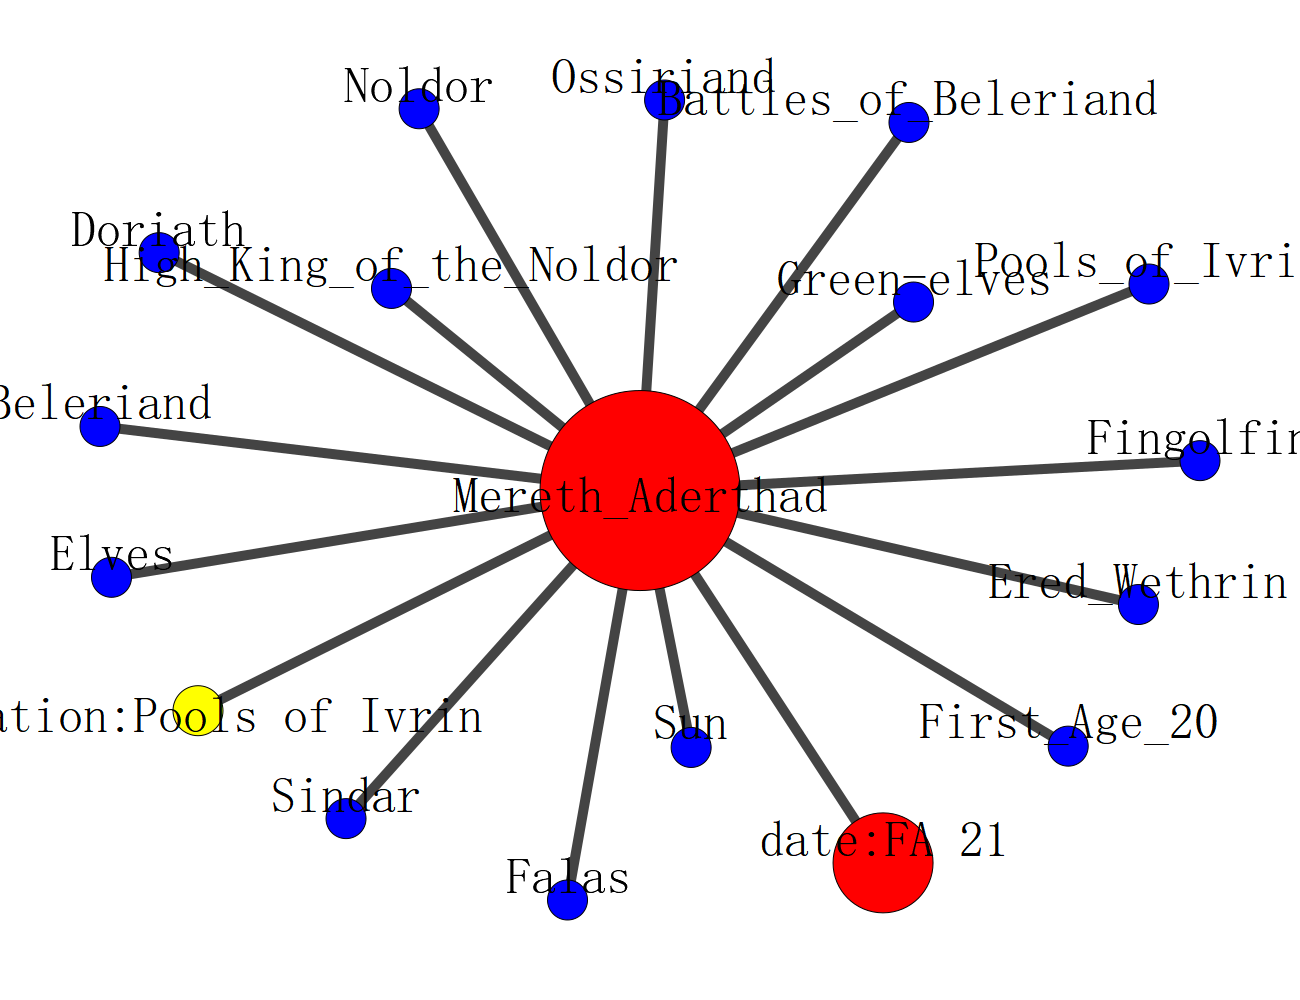 Ossiriand
Noldor
Battles_of_Beleriand
Doriath
High_King_of_the_Noldor
Pools_of_Ivri
Green-elves
Beleriand
Fingolfin
Mereth_Aderthad
Elves
Ered_Wethrin
ation:Pools of Ivrin
Sun
First_Age_20
Sindar
date:FA 21
Falas